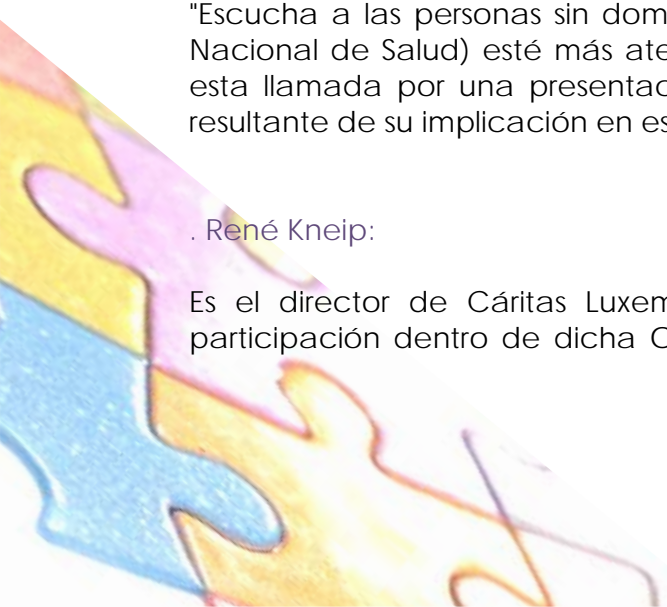 "Escucha a las personas sin dom
Nacional de Salud) esté más ate
esta llamada por una presentac
resultante de su implicación en es
. René Kneip:
Es el director de Cáritas Luxem
participación dentro de dicha C